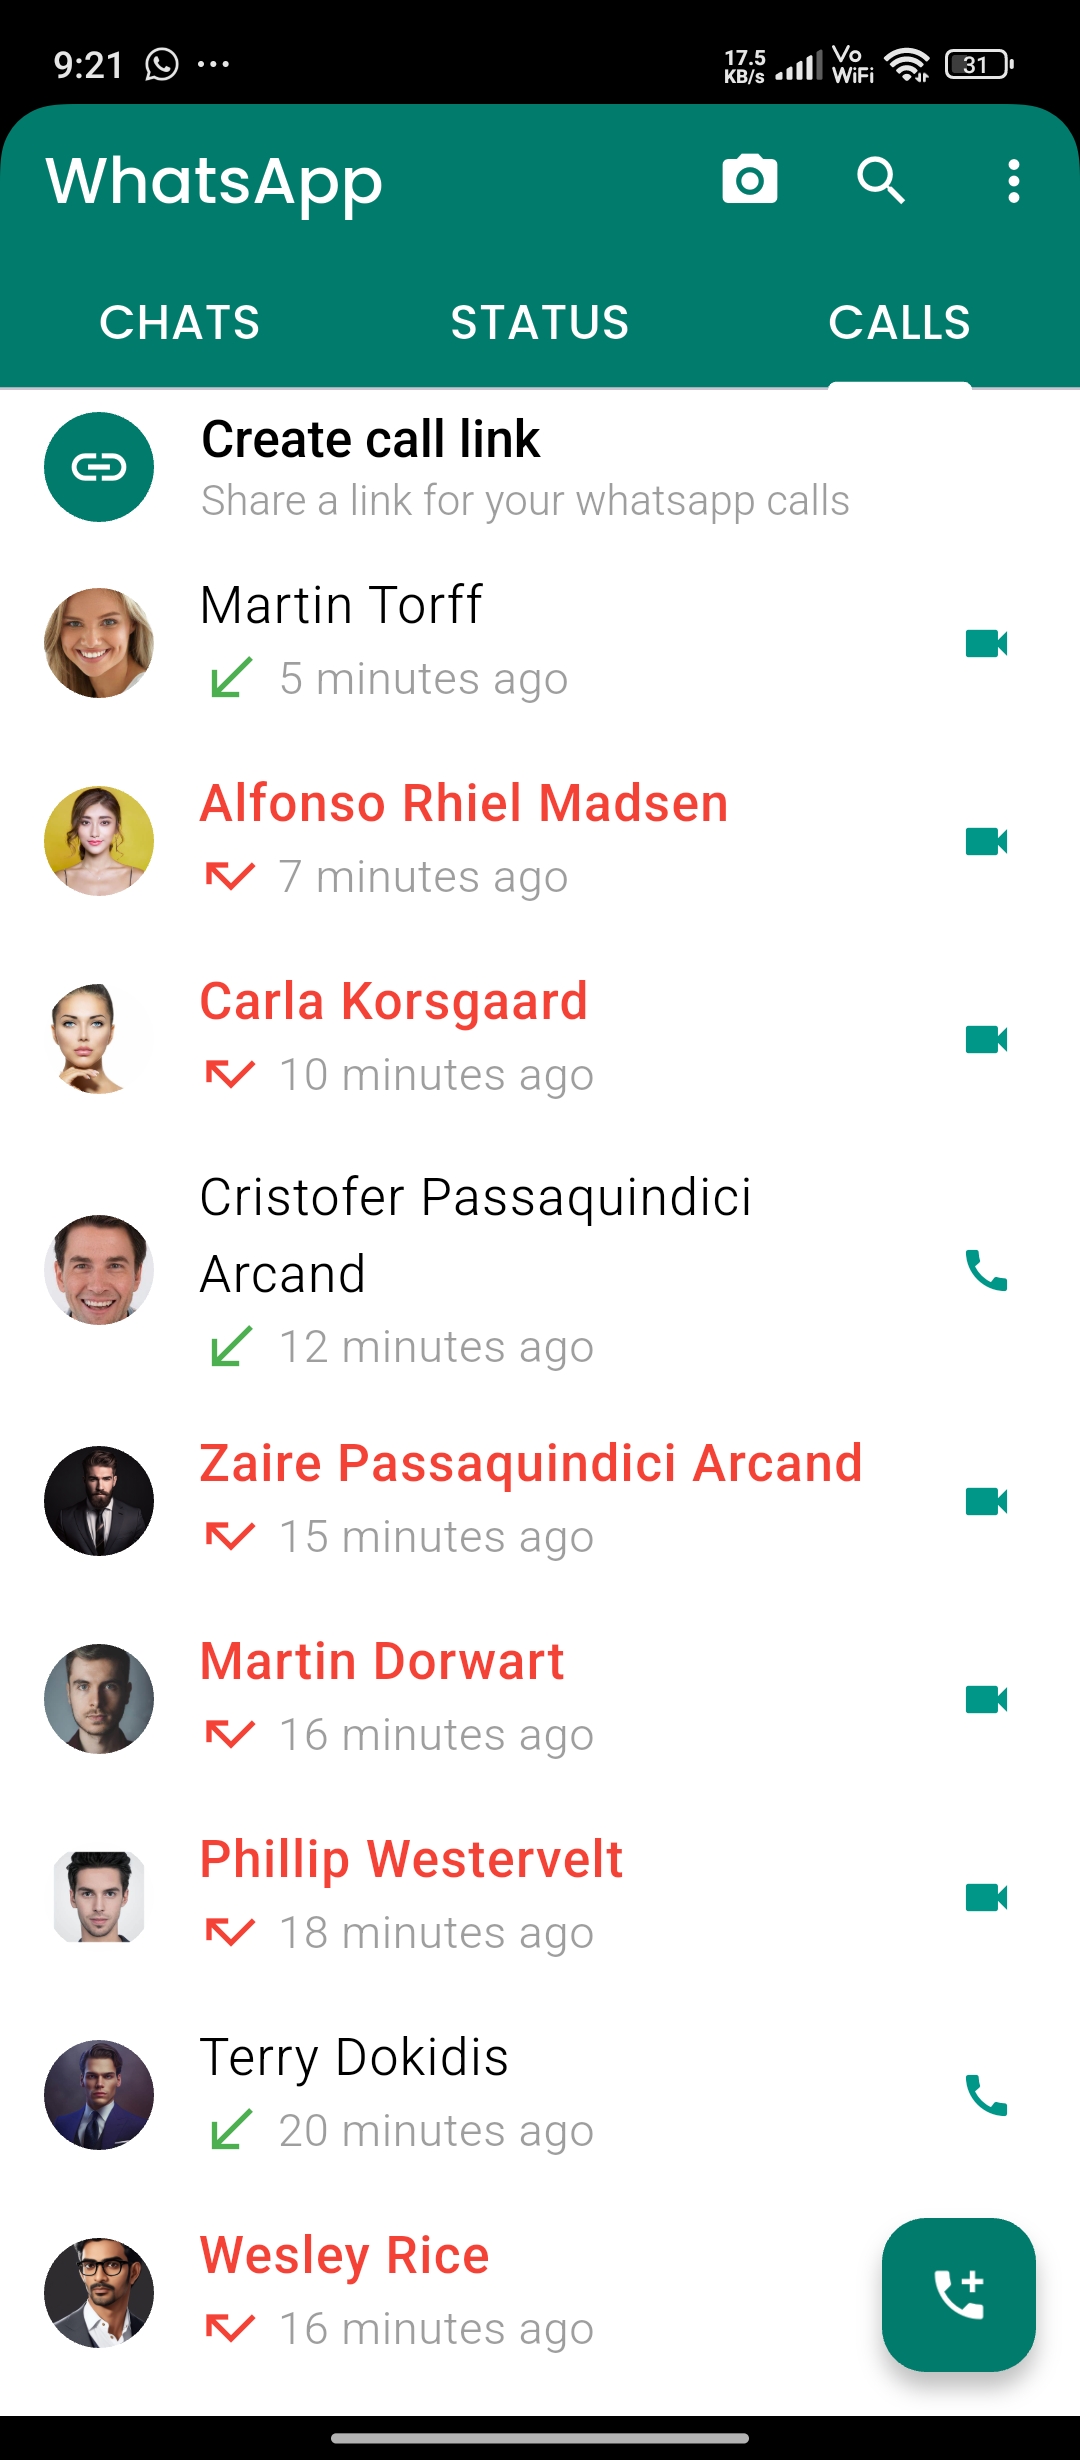 9:21
17.5
KB/s
Vo
WiFi
31
WhatsApp
CHATS STATUS CALLS
Create call link
Share a link for your whatsapp calls
Martin Torff
5 minutes ago
Alfonso Rhiel Madsen
7 minutes ago
Carla Korsgaard
10 minutes ago
Cristofer Passaquindici
Arcand
12 minutes ago
Zaire Passaquindici Arcand
15 minutes ago
Martin Dorwart
16 minutes ago
Phillip Westervelt
18 minutes ago
Terry Dokidis
20 minutes ago
Wesley Rice
16 minutes ago